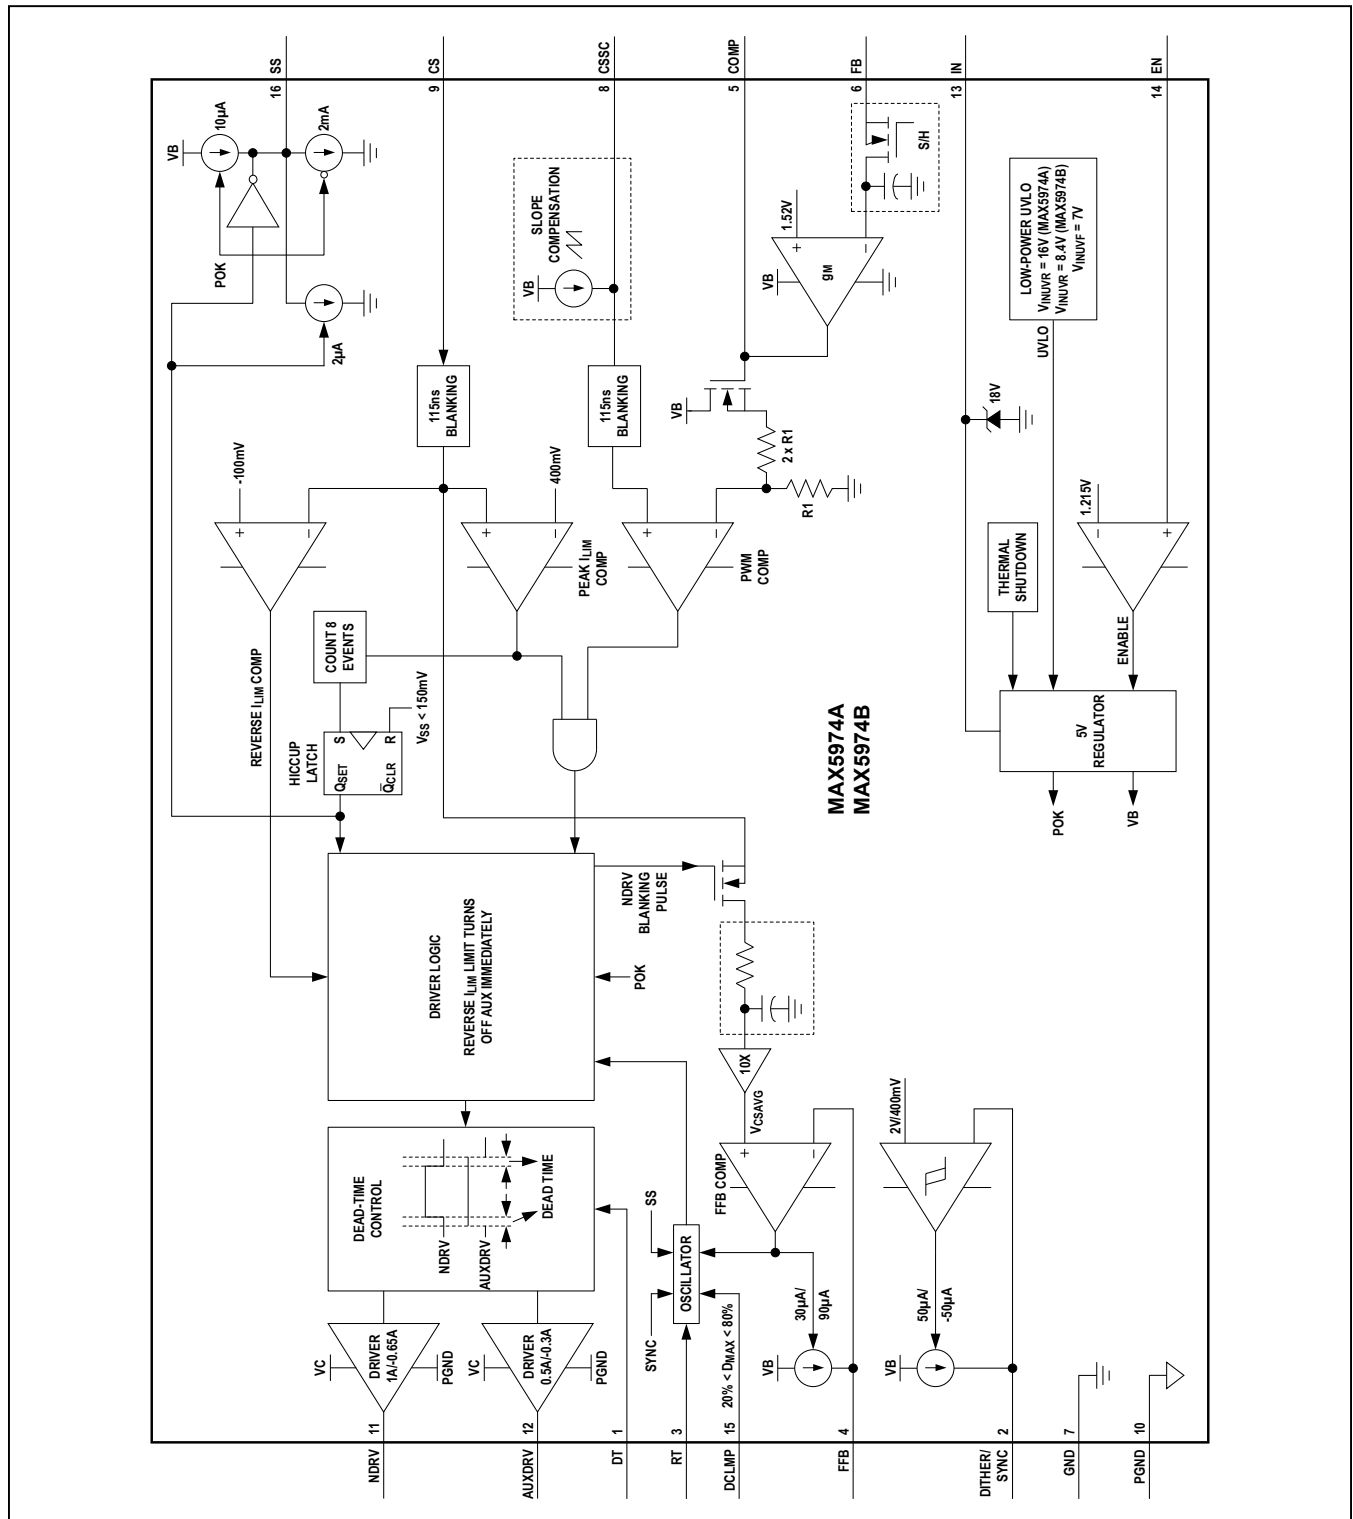 SS
16
CS
9
CSSC
8
COMP
5
FB
6
IN
13
EN
14
VB
10µA
2mA
POK
2µA
SLOPE
COMPENSATION
VB
S/H
1.52V
+
−
gM
VB
LOW-POWER UVLO
VINUVR = 16V (MAX5974A)
VINUVR = 8.4V (MAX5974B)
VINUVF = 7V
UVLO
115ns
BLANKING
115ns
BLANKING
VB
2 x R1
R1
18V
-100mV
+
−
400mV
+
−
PEAK ILIM
COMP
+
−
PWM
COMP
1.215V
−
+
THERMAL
SHUTDOWN
ENABLE
REVERSE ILIM COMP
COUNT 8
EVENTS
VSS < 150mV
HICCUP
LATCH
S
R
QSET
Q̅CLR
MAX5974A
MAX5974B
5V
REGULATOR
POK
VB
DRIVER LOGIC
REVERSE ILIM LIMIT TURNS
OFF AUX IMMEDIATELY
NDRV
BLANKING
PULSE
POK
10X
VCSAVG
DEAD-TIME
CONTROL
NDRV
AUXDRV
DEAD TIME
SS
SYNC
OSCILLATOR
FFB COMP
+
−
2V/400mV
30µA/
90µA
50µA/
-50µA
VB
VB
20% < DMAX < 80%
VC
DRIVER
1A/-0.65A
PGND
VC
DRIVER
0.5A/-0.3A
PGND
11
NDRV
12
AUXDRV
1
DT
3
RT
15
DCLMP
4
FFB
2
DITHER/
SYNC
7
GND
10
PGND